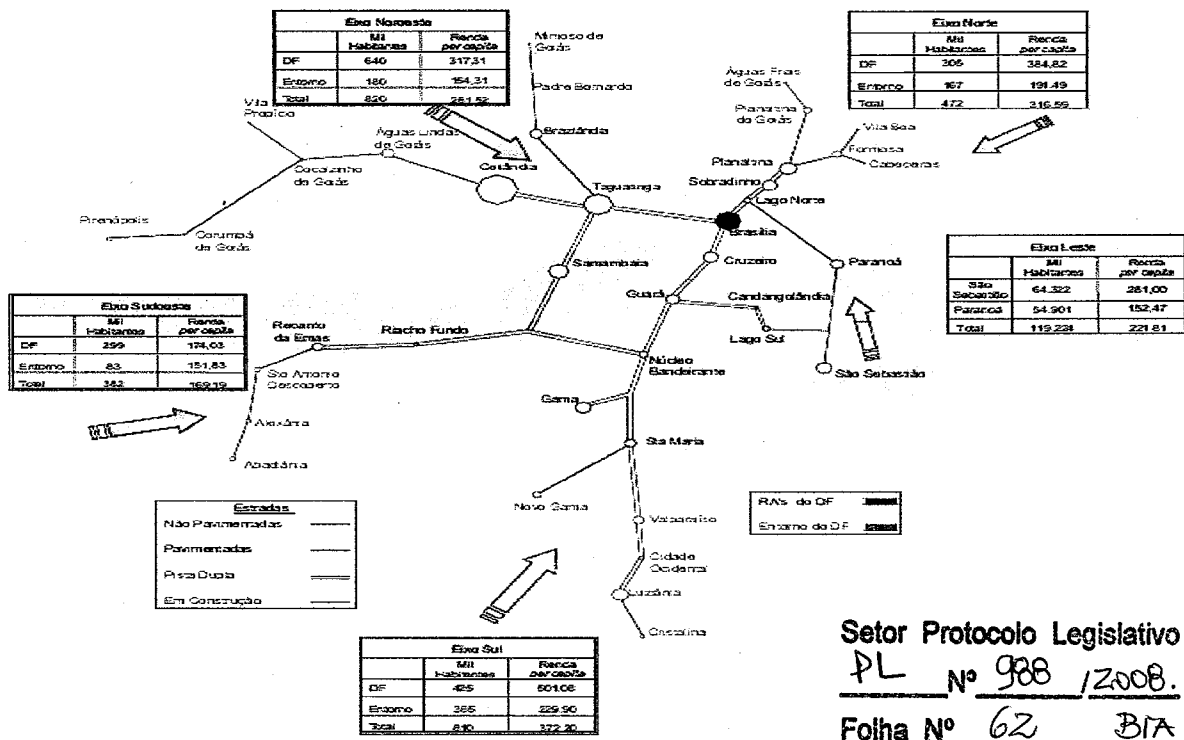 Eixo Noroeste
Mil Habitantes Renda per capita
DF 640 317,31
Entorno 180 154,31
Total 820 281,52
Eixo Norte
Mil Habitantes Renda per capita
DF 305 384,82
Entorno 167 191,49
Total 472 316,59
Mimoso de Goiás
Padre Bernardo
Brazlândia
Águas Frias de Goiás
Planaltina de Goiás
Vila Boa
Formosa
Cabeceiras
Planaltina
Sobradinho
Lago Norte
Vila Propício
Águas Lindas de Goiás
Cocalzinho de Goiás
Ceilândia
Taguatinga
Brasília
Pirenópolis
Corumbá de Goiás
Samambaia
Cruzeiro
Paranoá
Guará
Candangolândia
Lago Sul
São Sebastião
Eixo Leste
Mil Habitantes Renda per capita
São Sebastião 64.322 281,00
Paranoá 54.901 152,47
Total 119.224 221,81
Eixo Sudoeste
Mil Habitantes Renda per capita
DF 299 174,03
Entorno 83 151,83
Total 382 169,19
Recanto da Emas
Riacho Fundo
Núcleo Bandeirante
Sto Antonio Descoberto
Alexânia
Abadiânia
Gama
Sta Maria
Novo Gama
Valparaíso
Cidade Ocidental
Luziânia
Cristalina
Estradas
Não Pavimentadas
Pavimentadas
Pista Dupla
Em Construção
RA's do DF
Entorno do DF
Eixo Sul
Mil Habitantes Renda per capita
DF 425 501,06
Entorno 385 229,90
Total 810 372,20
Setor Protocolo Legislativo
PL Nº 988 /2008.
Folha Nº 62 BIA